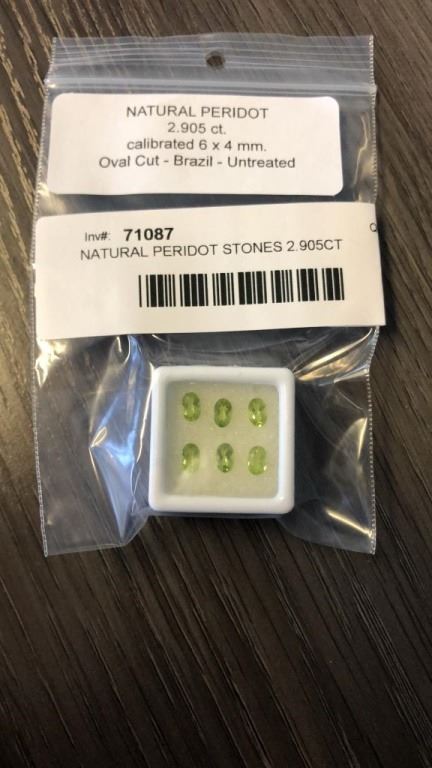 NATURAL PERIDOT
2.905 ct.
calibrated 6 x 4 mm.
Oval Cut - Brazil - Untreated
Inv#: 71087
NATURAL PERIDOT STONES 2.905CT